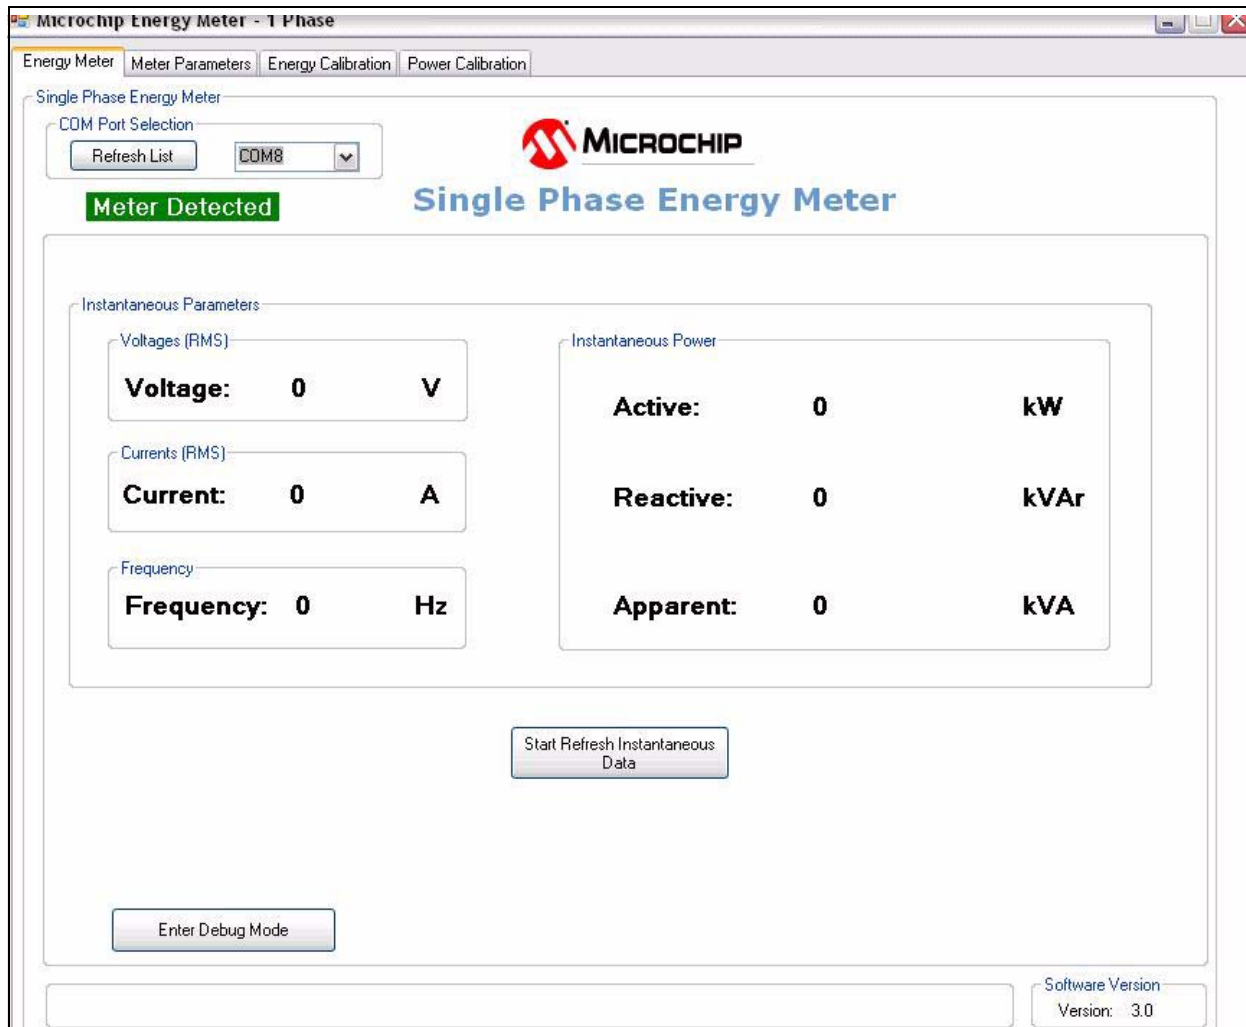 Microchip Energy Meter - 1 Phase
Energy Meter Meter Parameters Energy Calibration Power Calibration
Single Phase Energy Meter
COM Port Selection
Refresh List COM8
MICROCHIP
Meter Detected
Single Phase Energy Meter
Instantaneous Parameters
Voltages (RMS)
Voltage: 0 V
Currents (RMS)
Current: 0 A
Frequency
Frequency: 0 Hz
Instantaneous Power
Active: 0 kW
Reactive: 0 kVAr
Apparent: 0 kVA
Start Refresh Instantaneous
Data
Enter Debug Mode
Software Version
Version: 3.0